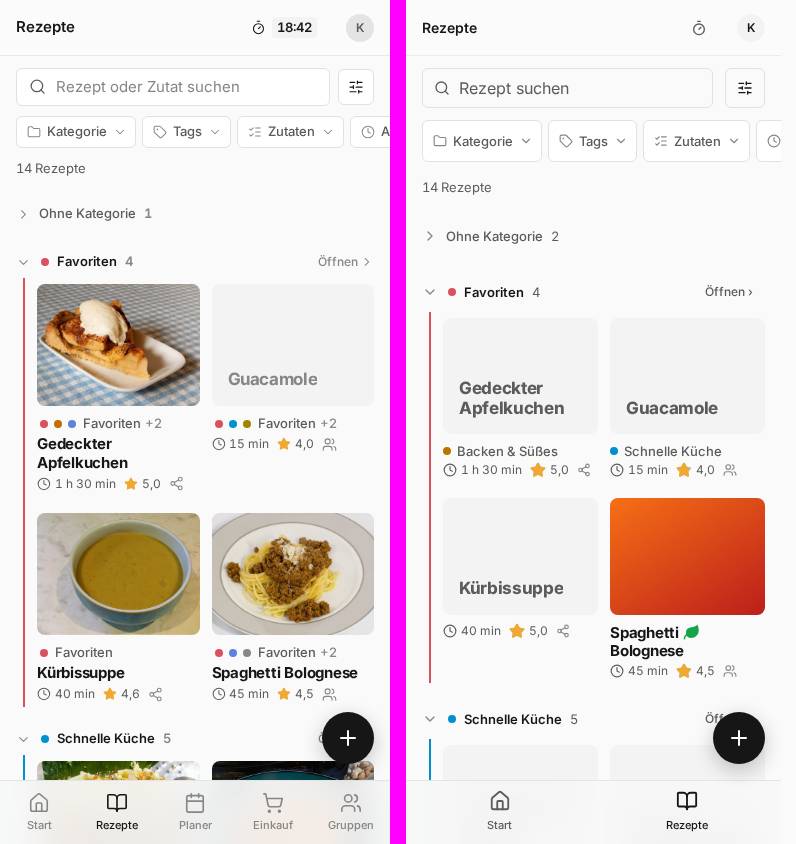 Rezepte
18:42
K
Rezept oder Zutat suchen
Kategorie
Tags
Zutaten
A
14 Rezepte
Ohne Kategorie 1
Favoriten 4
Öffnen
Guacamole
Favoriten +2
Favoriten +2
Gedeckter
Apfelkuchen
15 min 4,0
1 h 30 min 5,0
Favoriten
Favoriten +2
Kürbissuppe
Spaghetti Bolognese
40 min 4,6
45 min 4,5
Schnelle Küche 5
Start
Rezepte
Planer
Einkauf
Gruppen
Rezepte
K
Rezept suchen
Kategorie
Tags
Zutaten
14 Rezepte
Ohne Kategorie 2
Favoriten 4
Öffnen ›
Gedeckter
Apfelkuchen
Guacamole
Backen & Süßes
Schnelle Küche
1 h 30 min 5,0
15 min 4,0
Kürbissuppe
40 min 5,0
Spaghetti
Bolognese
45 min 4,5
Schnelle Küche 5
Start
Rezepte